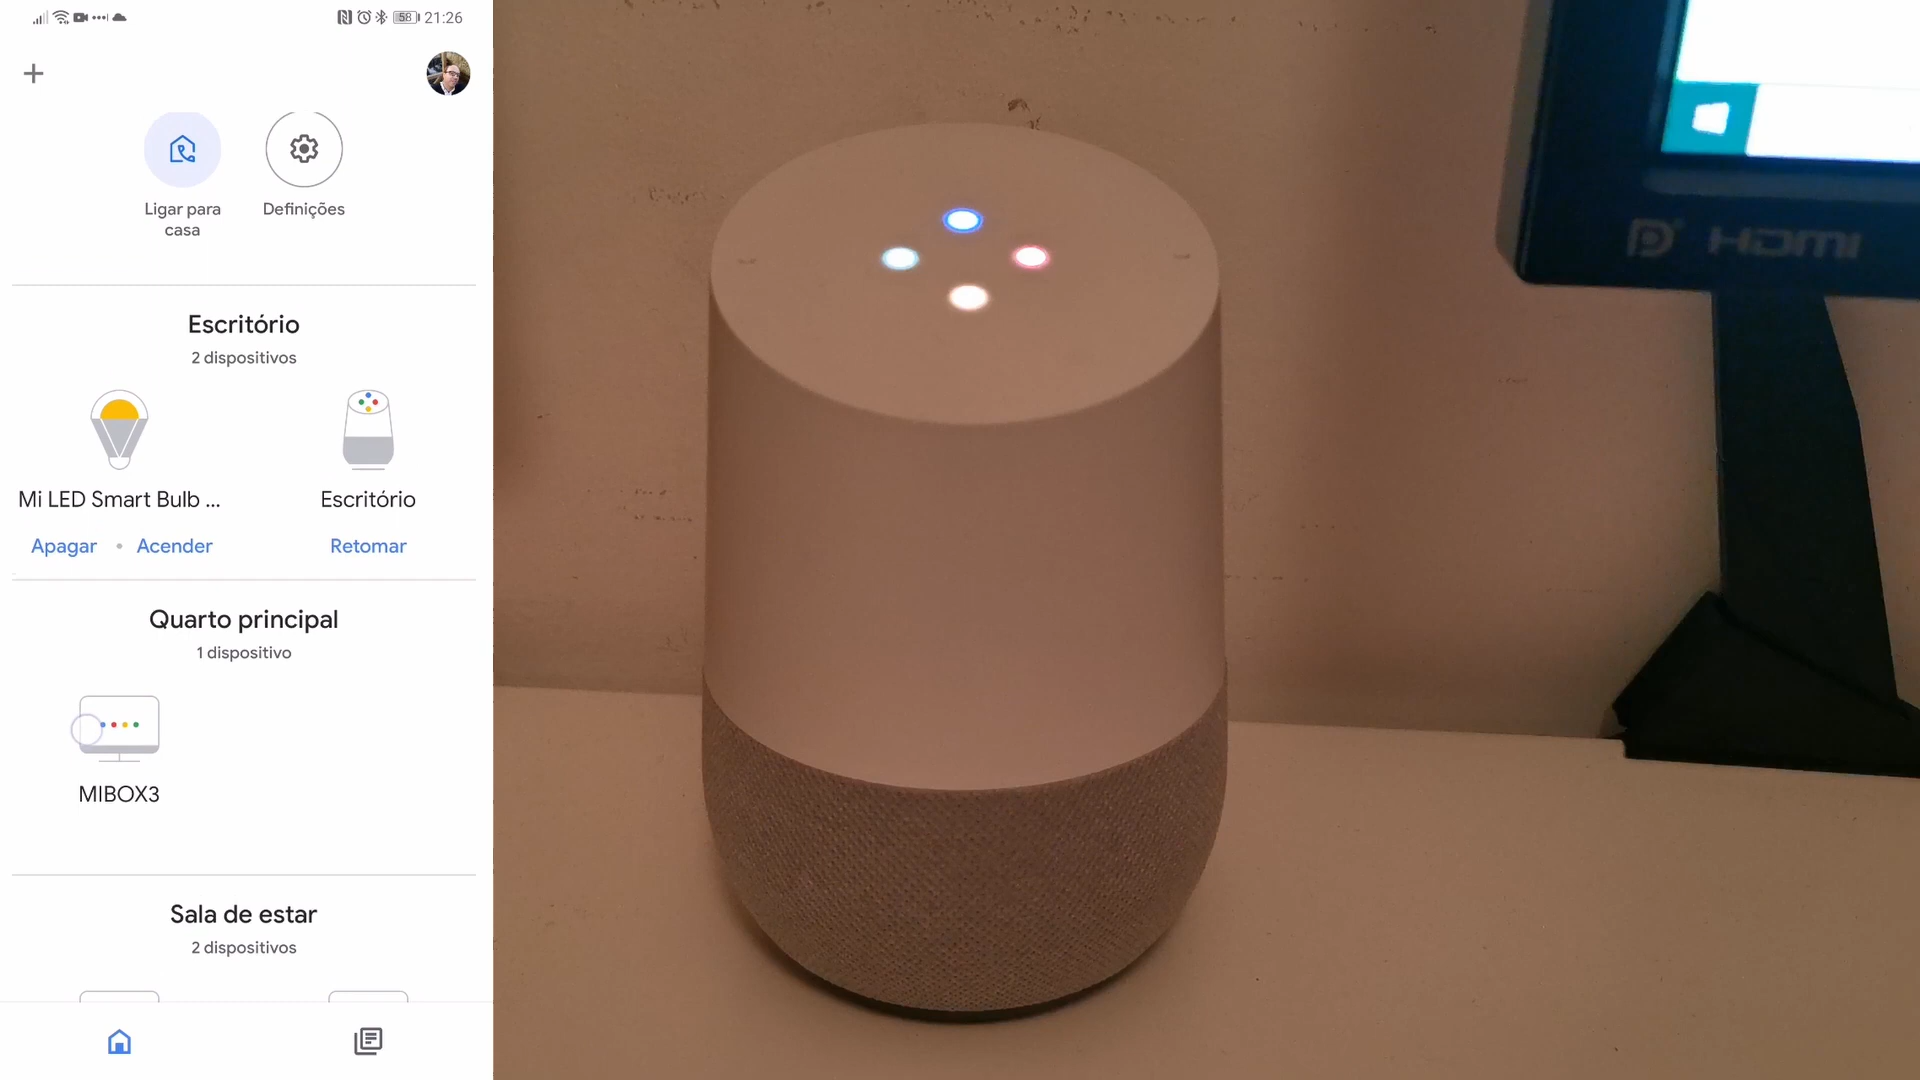 58 21:26
Ligar para
casa
Definições
Escritório
2 dispositivos
Mi LED Smart Bulb ...
Escritório
Apagar • Acender
Retomar
Quarto principal
1 dispositivo
MIBOX3
Sala de estar
2 dispositivos
HDMI